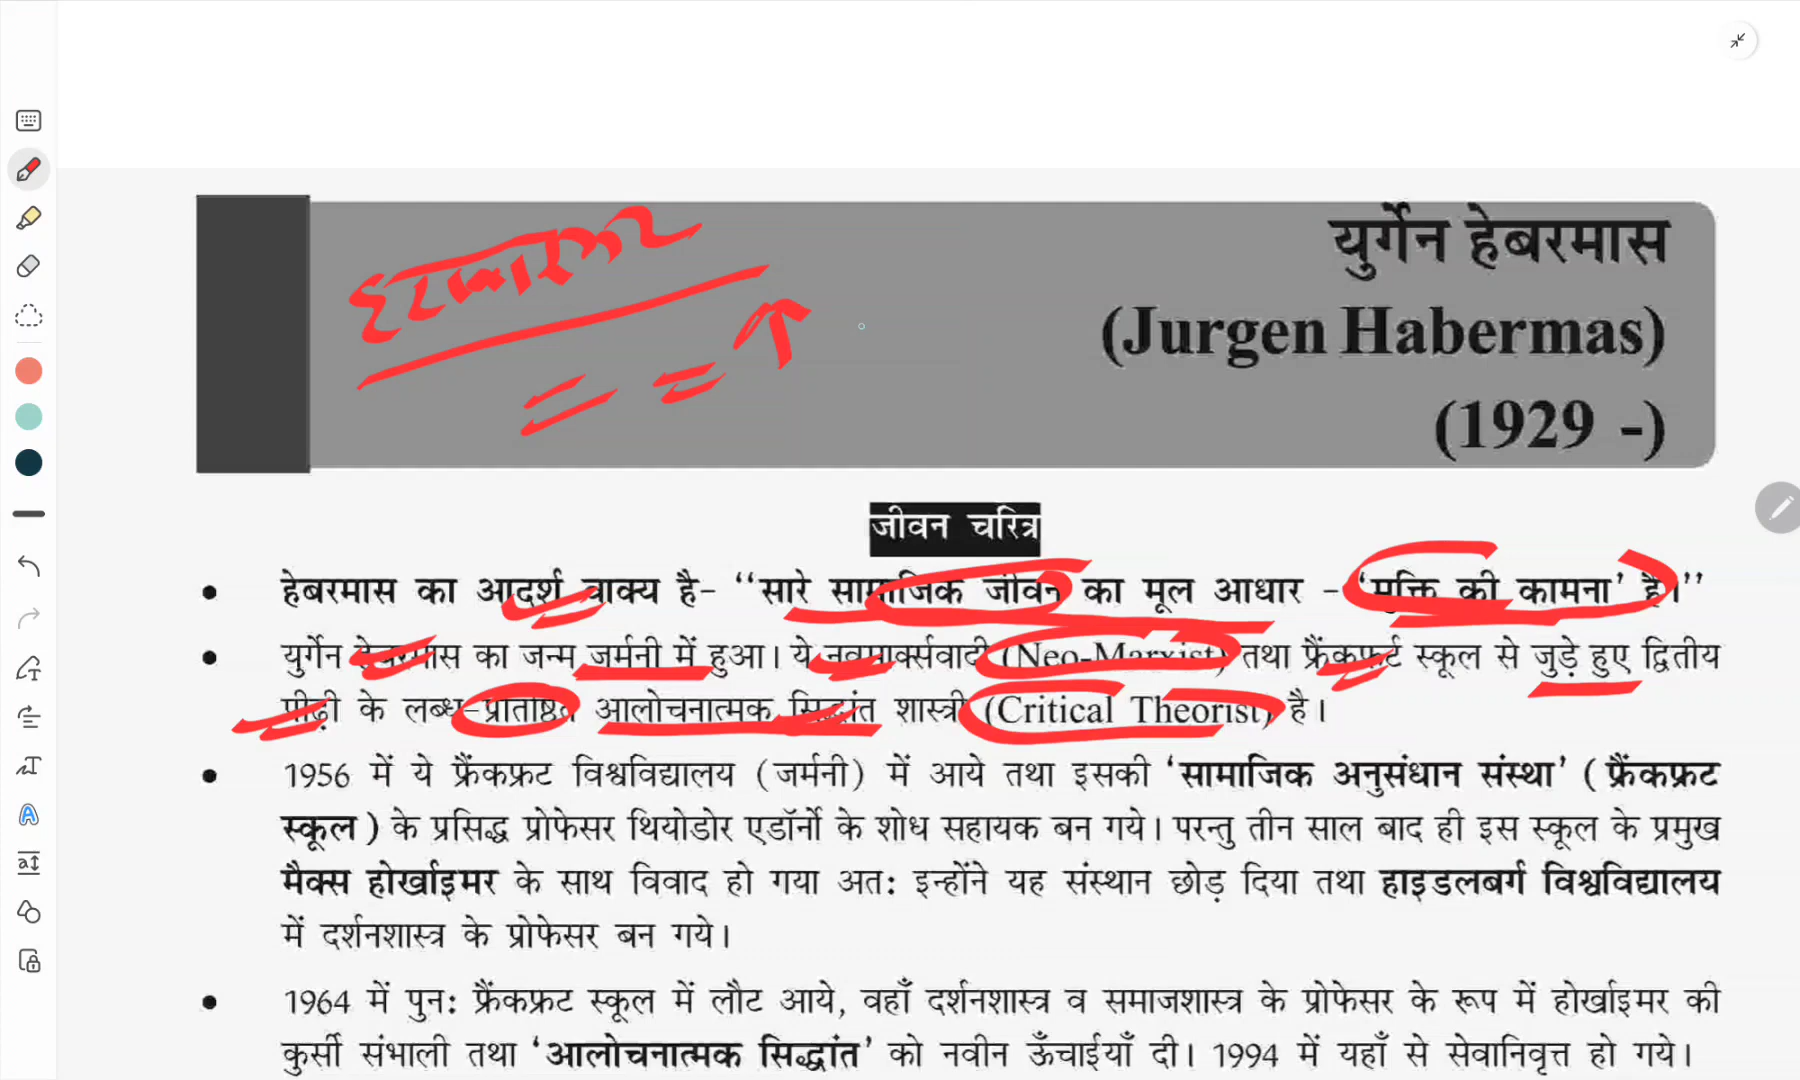 युर्गेन हेबरमास
(Jurgen Habermas)
(1929 -)
जीवन चरित्र
• हेबरमास का आदर्श वाक्य है- “सारे सामाजिक जीवन का मूल आधार - ‘मुक्ति की कामना’ है।”
• युर्गेन हेबरमास का जन्म जर्मनी में हुआ। ये नवमार्क्सवादी (Neo-Marxist) तथा फ्रैंकफर्ट स्कूल से जुड़े हुए द्वितीय
पीढ़ी के लब्ध-प्रतिष्ठित आलोचनात्मक सिद्धांत शास्त्री (Critical Theorist) है।
• 1956 में ये फ्रैंकफ्रट विश्वविद्यालय (जर्मनी) में आये तथा इसकी ‘सामाजिक अनुसंधान संस्था’ (फ्रैंकफ्रट
स्कूल) के प्रसिद्ध प्रोफेसर थियोडोर एडॉर्नो के शोध सहायक बन गये। परन्तु तीन साल बाद ही इस स्कूल के प्रमुख
मैक्स होर्खाइमर के साथ विवाद हो गया अत: इन्होंने यह संस्थान छोड़ दिया तथा हाइडलबर्ग विश्वविद्यालय
में दर्शनशास्त्र के प्रोफेसर बन गये।
• 1964 में पुन: फ्रैंकफ्रट स्कूल में लौट आये, वहाँ दर्शनशास्त्र व समाजशास्त्र के प्रोफेसर के रूप में होर्खाइमर की
कुर्सी संभाली तथा ‘आलोचनात्मक सिद्धांत’ को नवीन ऊँचाईयाँ दी। 1994 में यहाँ से सेवानिवृत्त हो गये।